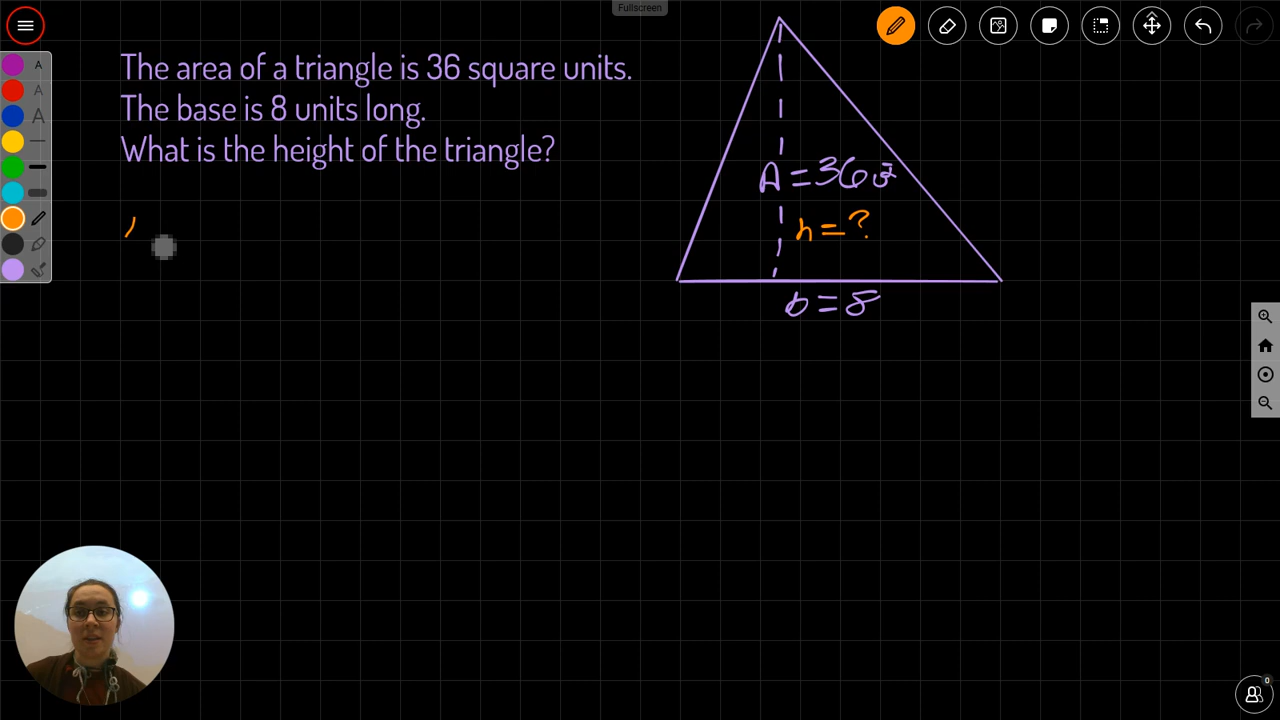 Fullscreen
The area of a triangle is 36 square units.
The base is 8 units long.
What is the height of the triangle?
A
A
A
A = 36
h = ?
b = 8
0